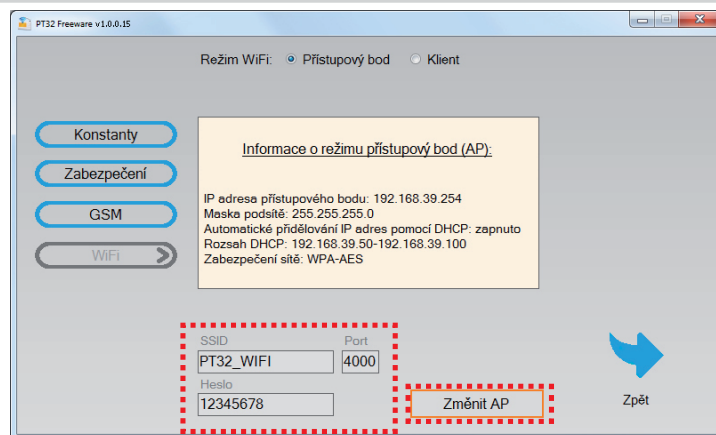 PT32 Freeware v1.0.0.15
Režim WiFi: Přístupový bod Klient
Konstanty
Zabezpečení
GSM
WiFi
Informace o režimu přístupový bod (AP):
IP adresa přístupového bodu: 192.168.39.254
Maska podsítě: 255.255.255.0
Automatické přidělování IP adres pomocí DHCP: zapnuto
Rozsah DHCP: 192.168.39.50-192.168.39.100
Zabezpečení sítě: WPA-AES
SSID Port
PT32_WIFI 4000
Heslo
12345678
Změnit AP
Zpět